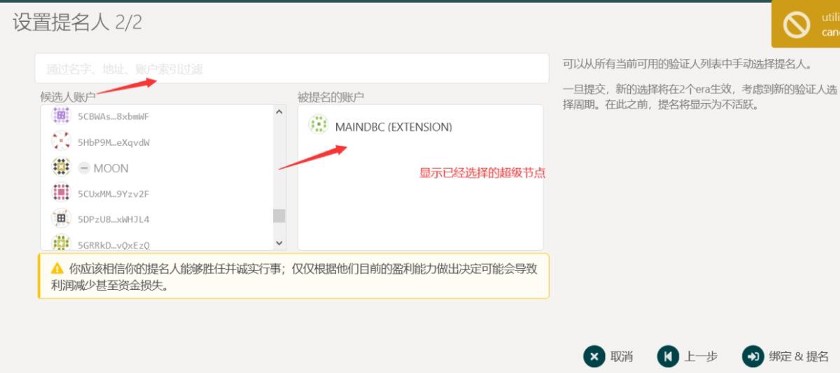 设置提名人 2/2
utili
canc
通过名字、地址、账户索引过滤
可以从所有当前可用的验证人列表中手动选择提名人。
一旦提交，新的选择将在2个era生效，考虑到新的验证人选
择周期。在此之前，提名将显示为不活跃。
候选人账户
5CBWAs…8xbmWF
5HbP9M…eXqvdW
MOON
5CUxMM…9Yzv2F
5DPzU8…xWHJL4
5GRRkD…vQxEzQ
被提名的账户
MAINDBC (EXTENSION)
显示已经选择的超级节点
你应该相信你的提名人能够胜任并诚实行事；仅仅根据他们目前的盈利能力做出决定可能会导致
利润减少甚至资金损失。
取消
上一步
绑定 & 提名